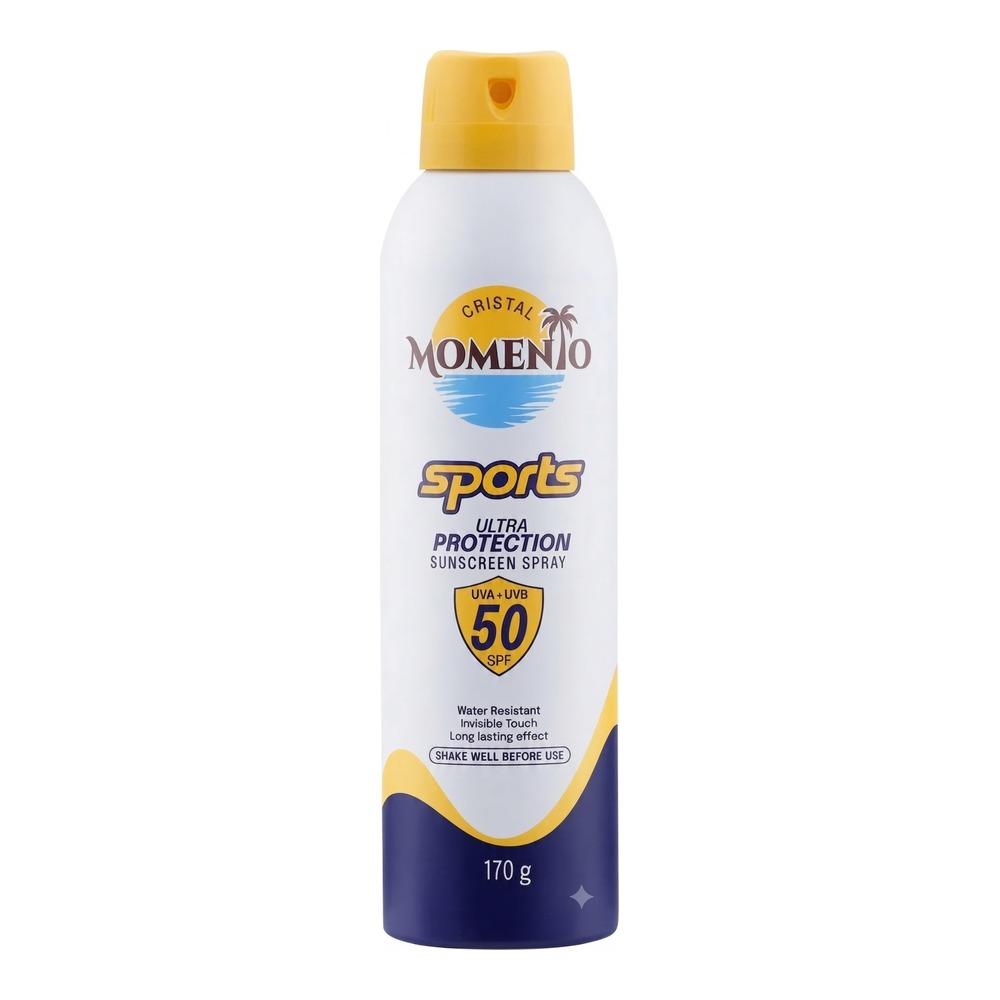 CRISTAL
MOMENTO
sports
ULTRA
PROTECTION
SUNSCREEN SPRAY
UVA + UVB
50
SPF
Water Resistant
Invisible Touch
Long lasting effect
SHAKE WELL BEFORE USE
170 g